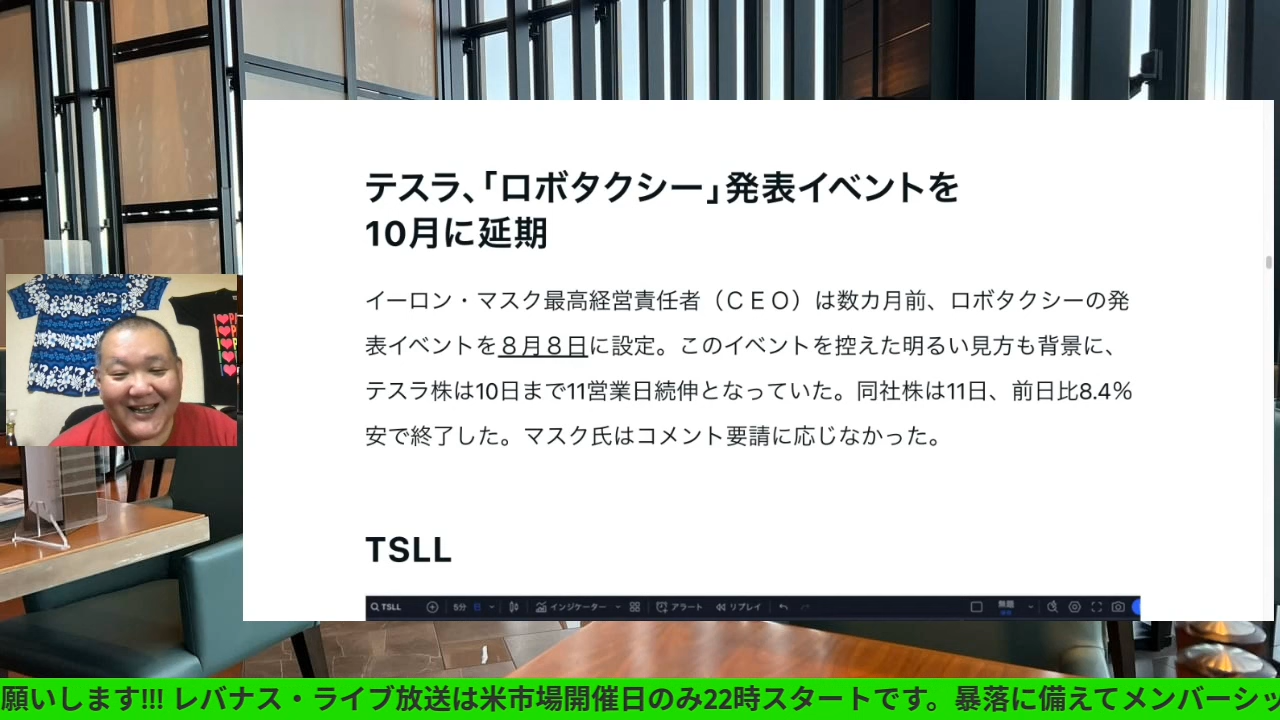 テスラ、「ロボタクシー」発表イベントを
10月に延期
イーロン・マスク最高経営責任者（ＣＥＯ）は数カ月前、ロボタクシーの発
表イベントを８月８日に設定。このイベントを控えた明るい見方も背景に、
テスラ株は10日まで11営業日続伸となっていた。同社株は11日、前日比8.4％
安で終了した。マスク氏はコメント要請に応じなかった。
TSLL
TSLL 5分 日 インジケーター アラート リプレイ 無題
願いします!!! レバナス・ライブ放送は米市場開催日のみ22時スタートです。暴落に備えてメンバーシッ